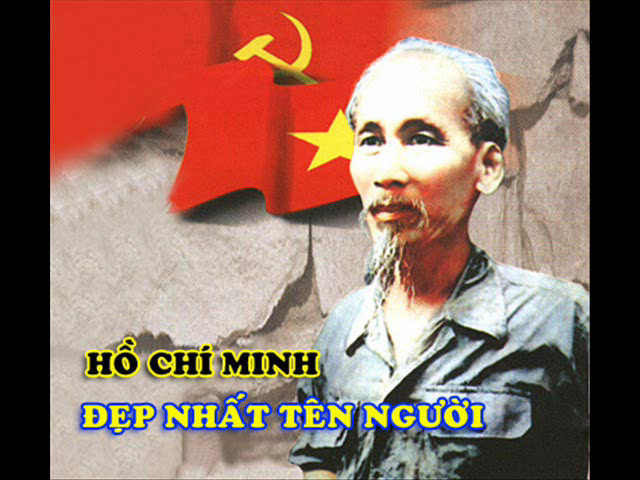 HỒ CHÍ MINH
ĐẸP NHẤT TÊN NGƯỜI